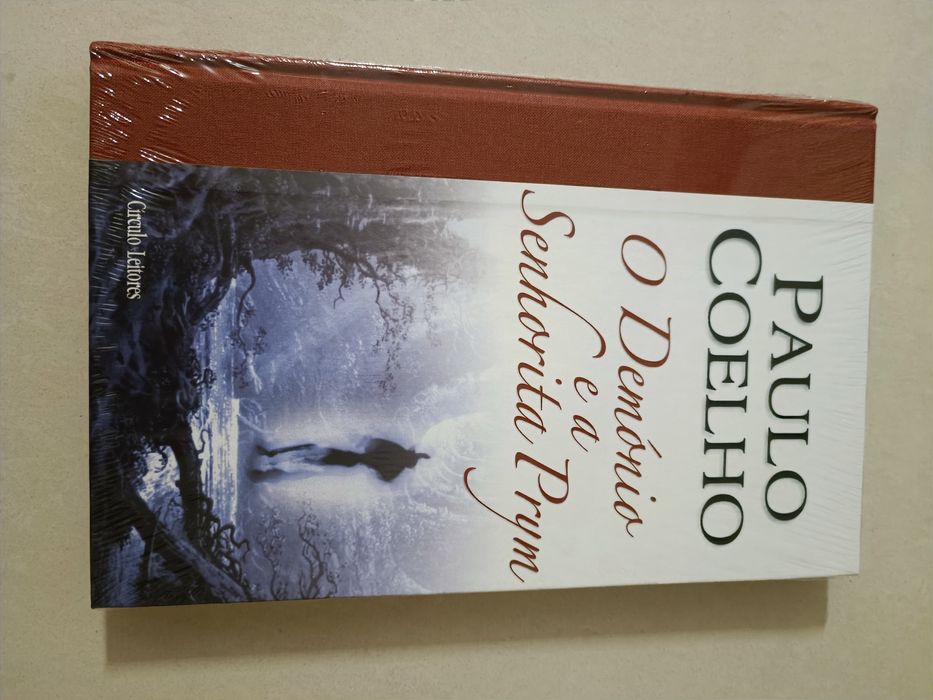 PAULO
COELHO
O Demónio
e a
Senhorita Prym
Círculo Leitores